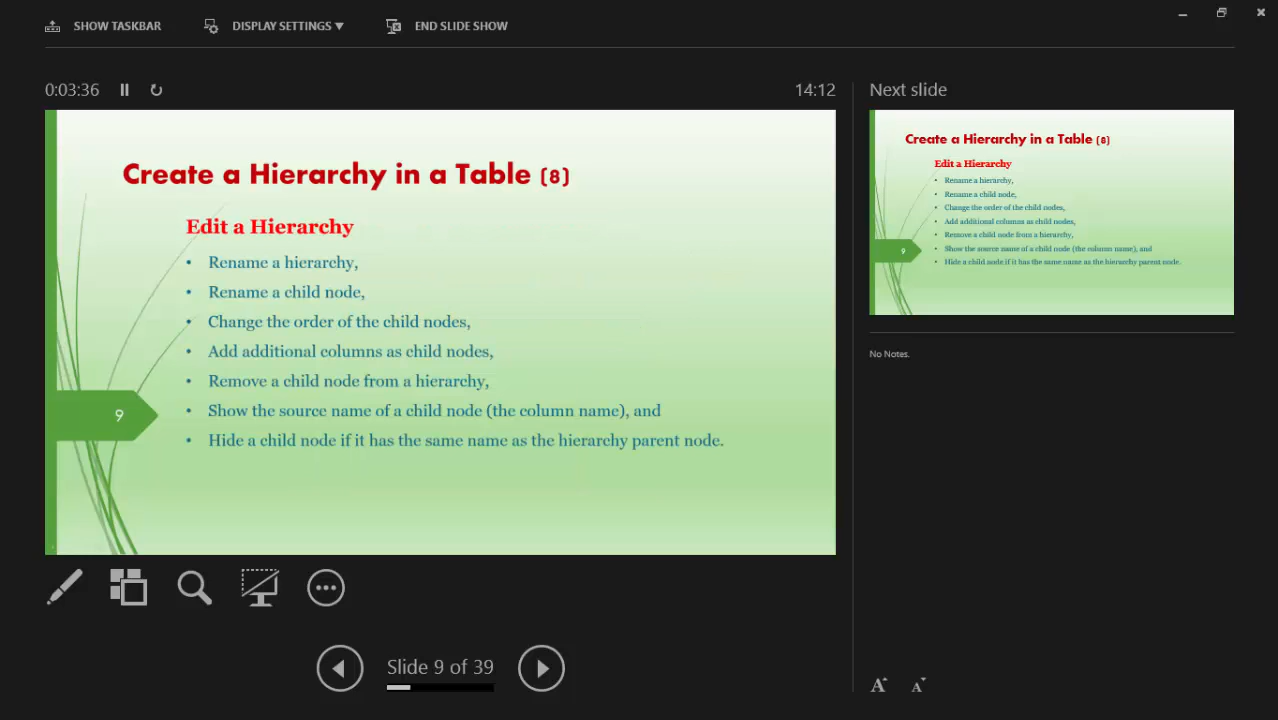 SHOW TASKBAR
DISPLAY SETTINGS ▼
END SLIDE SHOW
0:03:36
14:12
Create a Hierarchy in a Table (8)
Edit a Hierarchy
• Rename a hierarchy,
• Rename a child node,
• Change the order of the child nodes,
• Add additional columns as child nodes,
• Remove a child node from a hierarchy,
• Show the source name of a child node (the column name), and
• Hide a child node if it has the same name as the hierarchy parent node.
9
Slide 9 of 39
Next slide
Create a Hierarchy in a Table (8)
Edit a Hierarchy
• Rename a hierarchy,
• Rename a child node,
• Change the order of the child nodes,
• Add additional columns as child nodes,
• Remove a child node from a hierarchy,
• Show the source name of a child node (the column name), and
• Hide a child node if it has the same name as the hierarchy parent node.
9
No Notes.
A A